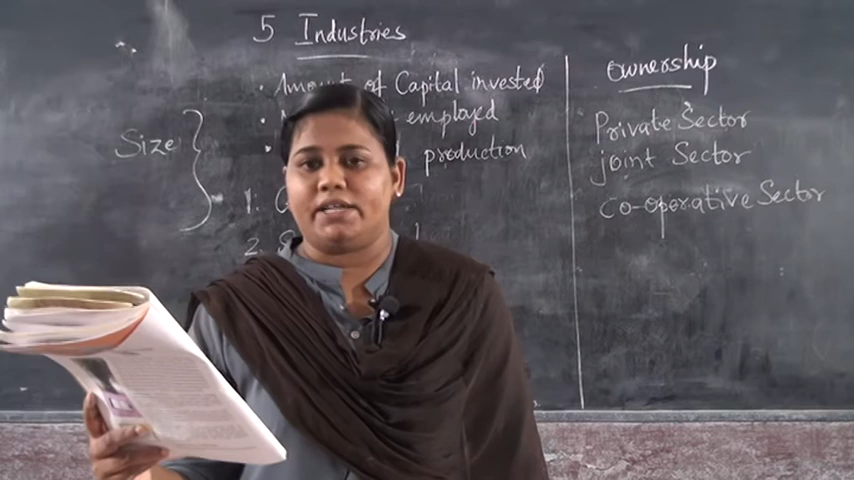 5 Industries
Amount of Capital invested
employed
production
Size
1.
2.
Ownership
Private Sector
joint Sector
co-operative Sector